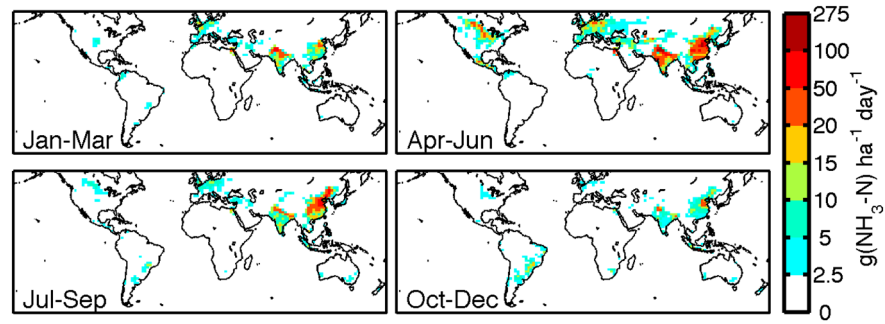 Jan-Mar
Apr-Jun
Jul-Sep
Oct-Dec
275
100
50
20
15
10
5
2.5
0
g(NH₃-N) ha⁻¹ day⁻¹